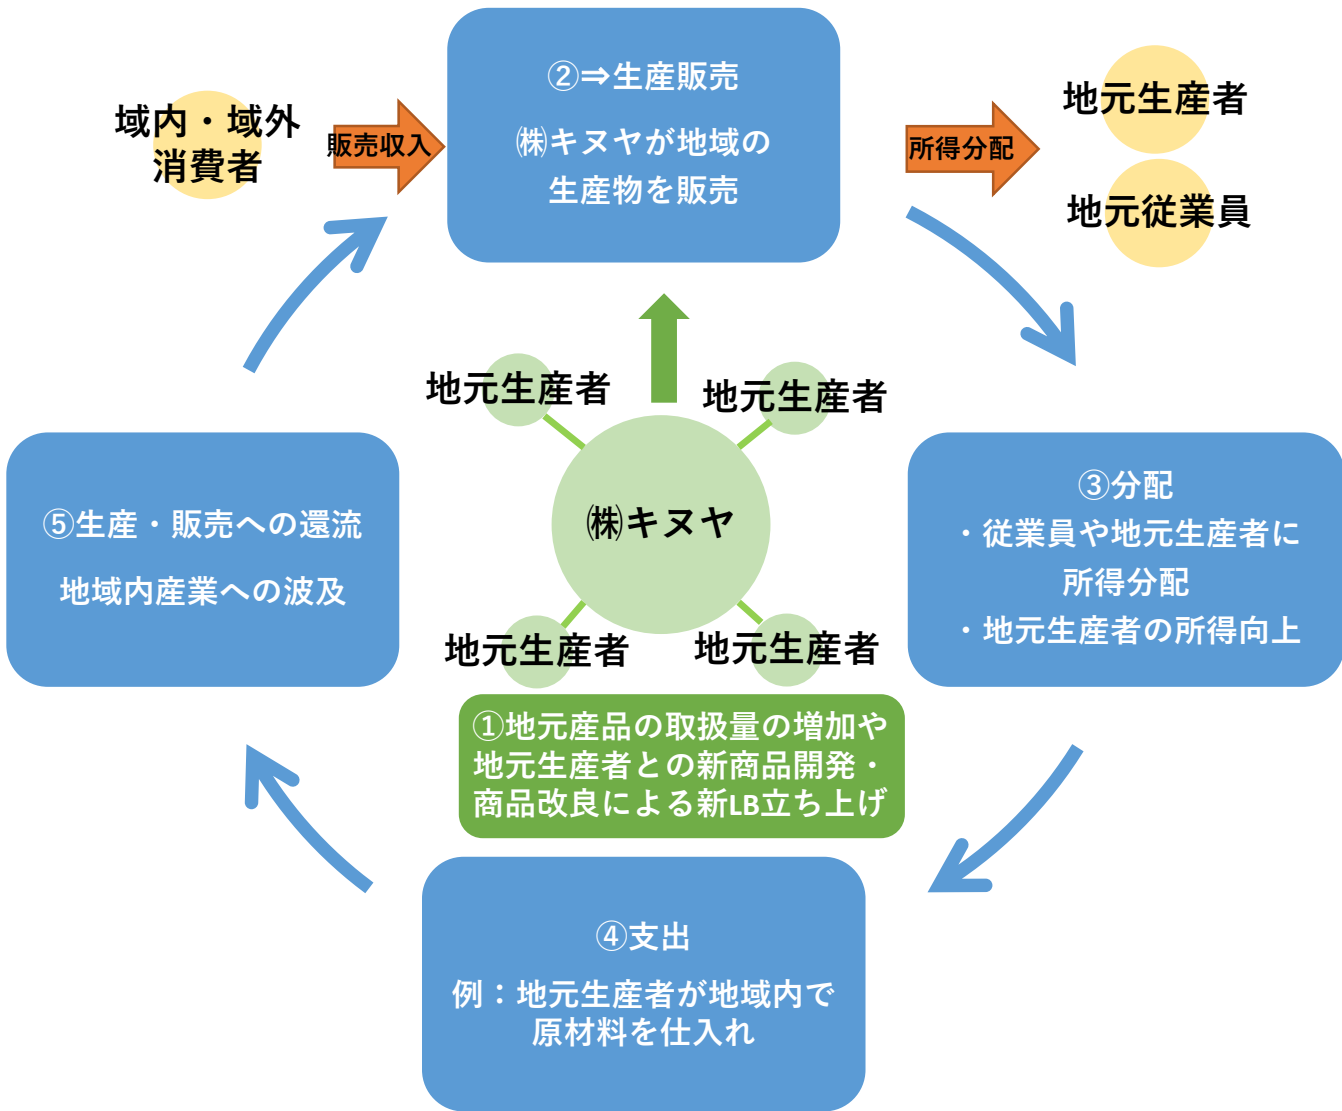 ②⇒生産販売
㈱キヌヤが地域の
生産物を販売
域内・域外
消費者
販売収入
所得分配
地元生産者
地元従業員
地元生産者
地元生産者
㈱キヌヤ
地元生産者
地元生産者
③分配
・従業員や地元生産者に
所得分配
・地元生産者の所得向上
⑤生産・販売への還流
地域内産業への波及
①地元産品の取扱量の増加や
地元生産者との新商品開発・
商品改良による新LB立ち上げ
④支出
例：地元生産者が地域内で
原材料を仕入れ